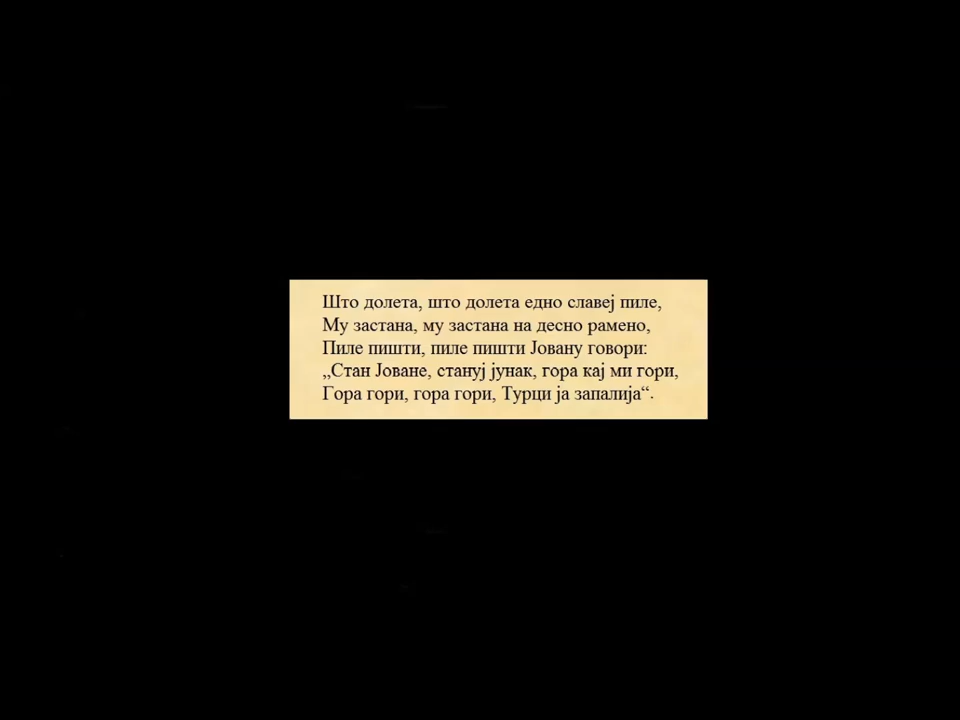 Што долета, што долета едно славеј пиле,
Му застана, му застана на десно рамено,
Пиле пишти, пиле пишти Јовану говори:
„Стан Јоване, стануј јунак, гора кај ми гори,
Гора гори, гора гори, Турци ја запалија“.